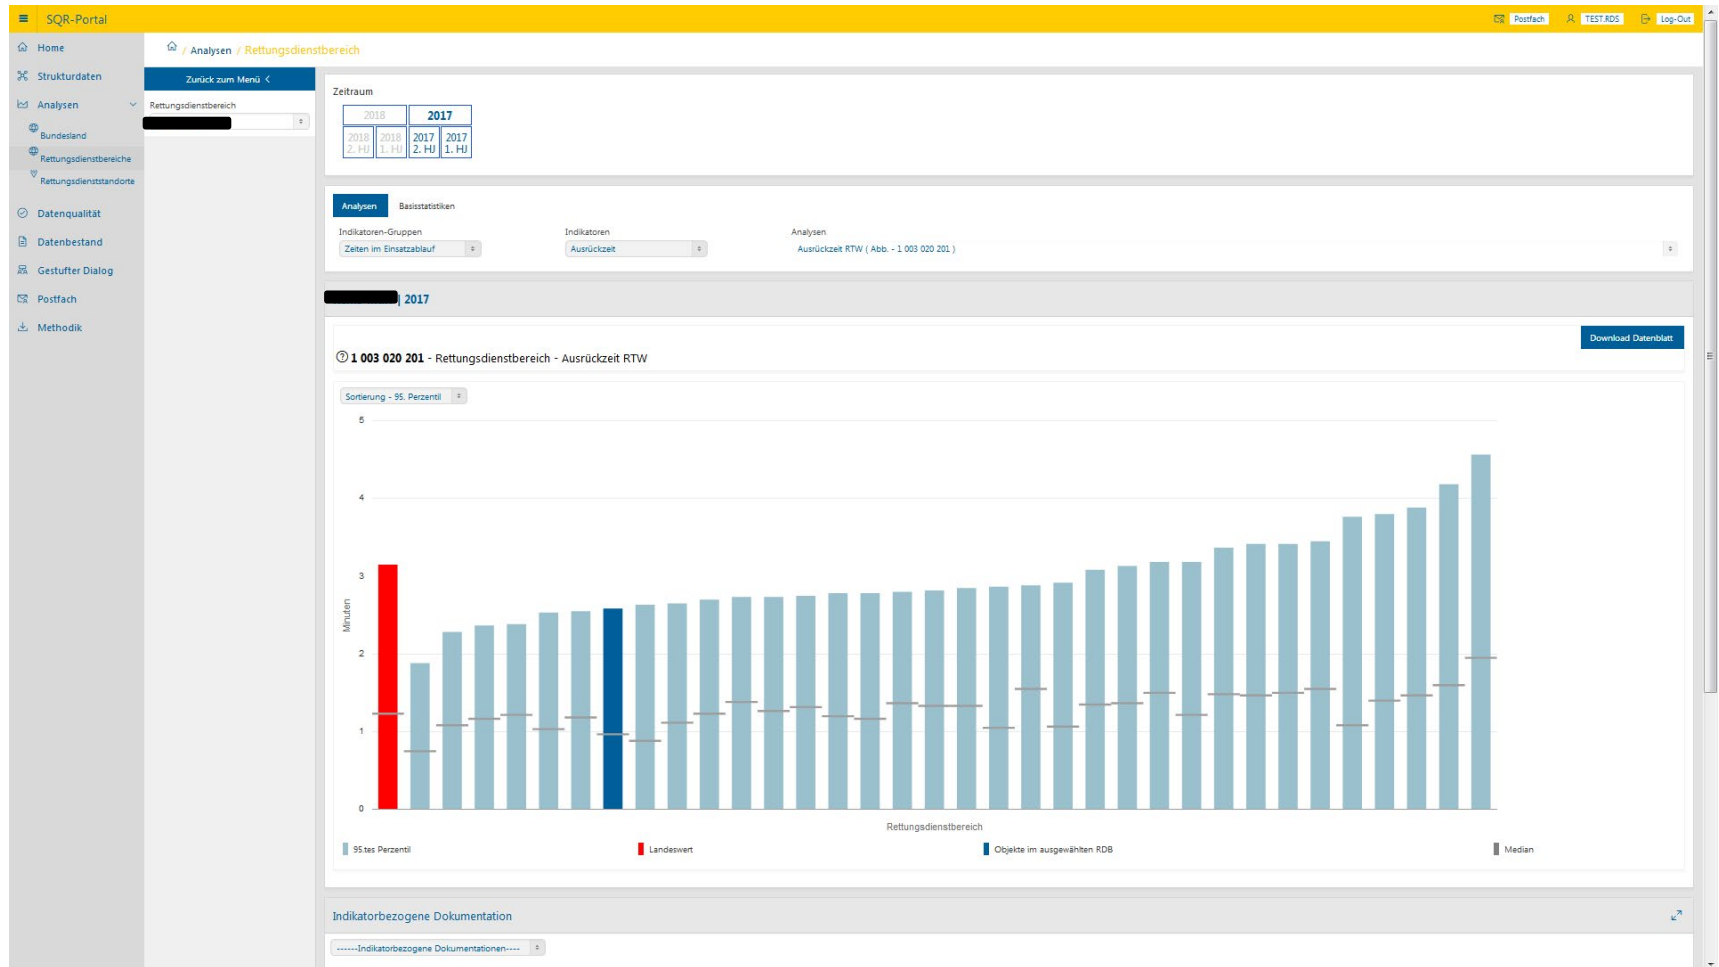 SQR-Portal
Postfach
TEST.RDS
Log-Out
Home
Strukturdaten
Analysen
Bundesland
Rettungsdienstbereiche
Rettungsdienststandorte
Datenqualität
Datenbestand
Gestufter Dialog
Postfach
Methodik
/ Analysen / Rettungsdienstbereich
Zurück zum Menü
Rettungsdienstbereich
Zeitraum
2018 2017
2018 2018 2017 2017
2. HJ 1. HJ 2. HJ 1. HJ
Analysen Basisstatistiken
Indikatoren-Gruppen Indikatoren Analysen
Zeiten im Einsatzablauf Ausrückzeit Ausrückzeit RTW ( Abb. - 1 003 020 201 )
| 2017
Download Datenblatt
1 003 020 201 - Rettungsdienstbereich - Ausrückzeit RTW
Sortierung - 95. Perzentil
5
4
3
2
1
0
Minuten
Rettungsdienstbereich
95.tes Perzentil Landeswert Objekte im ausgewählten RDB Median
Indikatorbezogene Dokumentation
------Indikatorbezogene Dokumentationen----